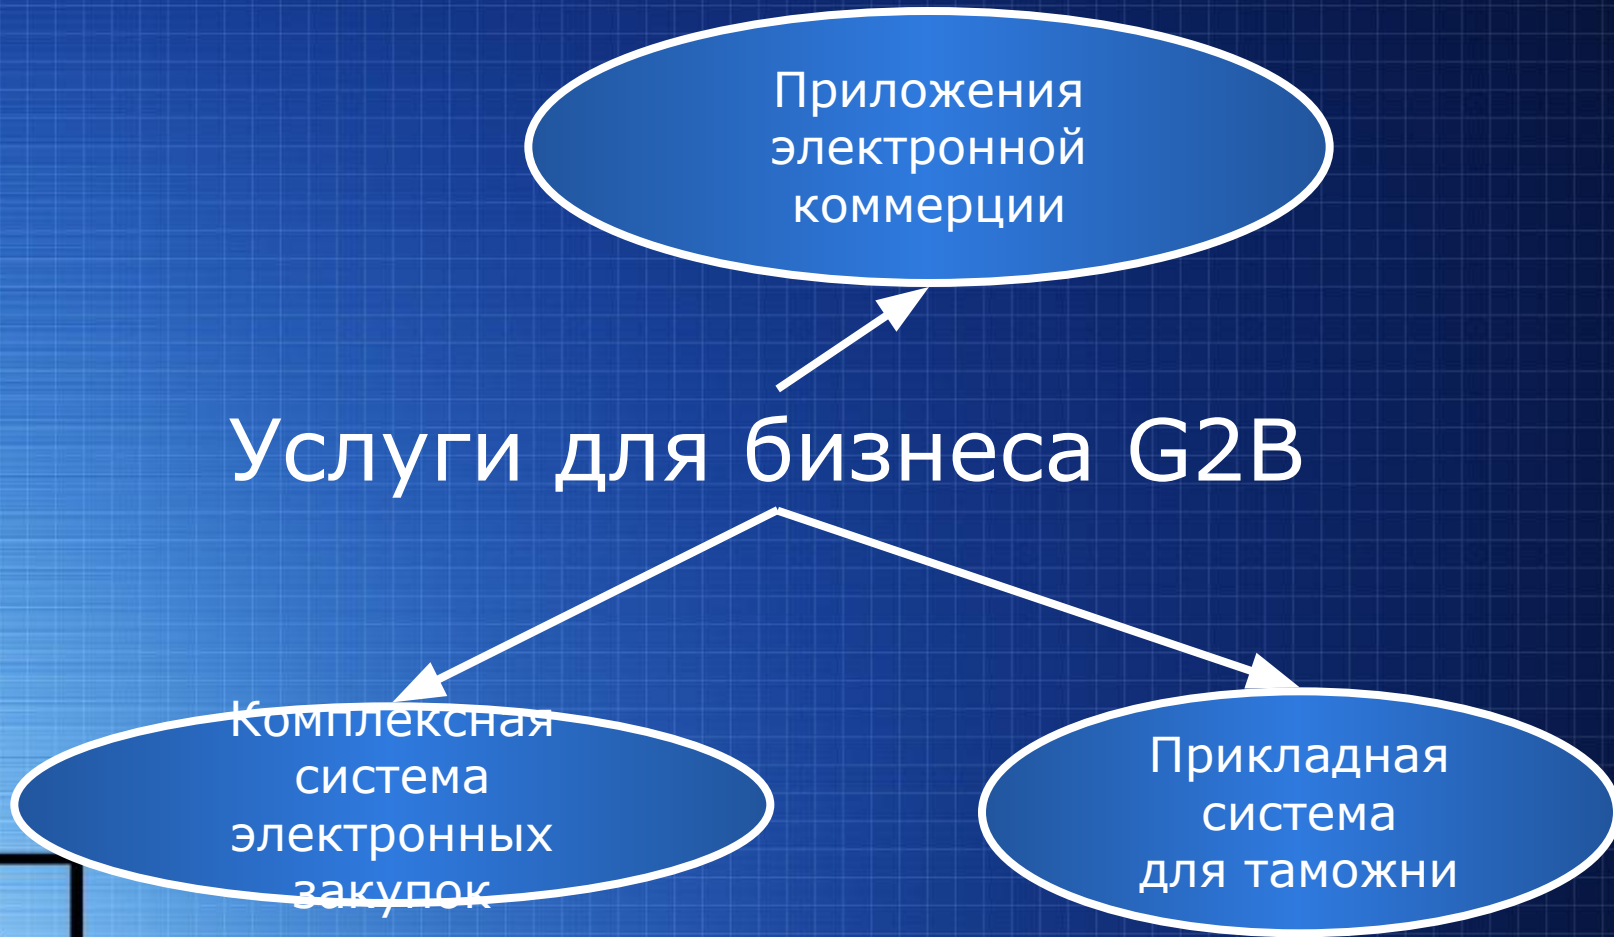 Приложения
электронной
коммерции
Услуги для бизнеса G2B
Комплексная
система
электронных
закупок
Прикладная
система
для таможни